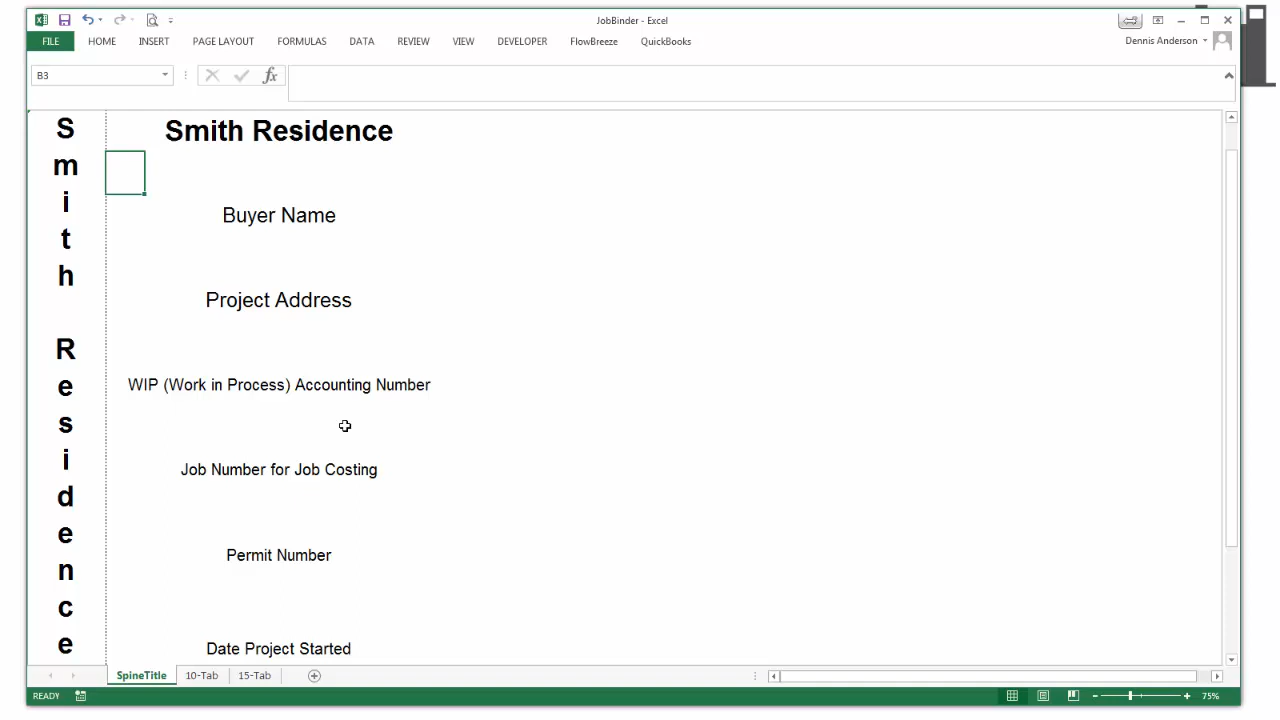 JobBinder - Excel
FILE HOME INSERT PAGE LAYOUT FORMULAS DATA REVIEW VIEW DEVELOPER FlowBreeze QuickBooks
Dennis Anderson
B3
fx
S
m
i
t
h
R
e
s
i
d
e
n
c
e
Smith Residence
Buyer Name
Project Address
WIP (Work in Process) Accounting Number
Job Number for Job Costing
Permit Number
Date Project Started
SpineTitle 10-Tab 15-Tab
READY
75%